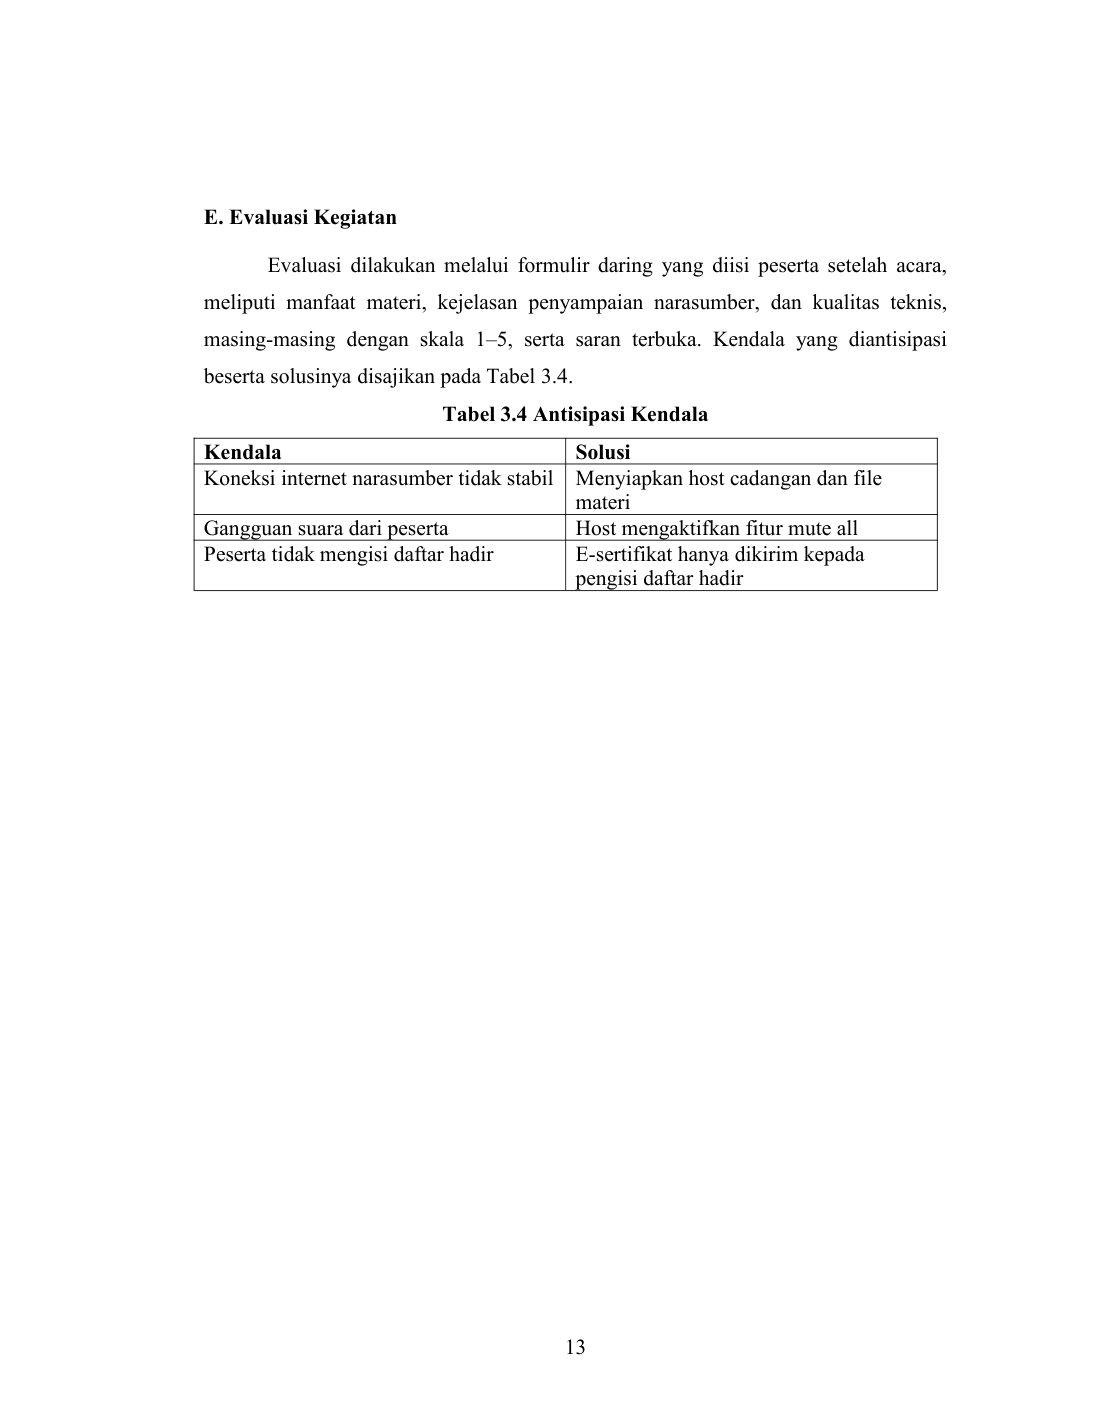 E. Evaluasi Kegiatan
Evaluasi dilakukan melalui formulir daring yang diisi peserta setelah acara,
meliputi manfaat materi, kejelasan penyampaian narasumber, dan kualitas teknis,
masing-masing dengan skala 1–5, serta saran terbuka. Kendala yang diantisipasi
beserta solusinya disajikan pada Tabel 3.4.
Tabel 3.4 Antisipasi Kendala
Kendala Solusi
Koneksi internet narasumber tidak stabil Menyiapkan host cadangan dan file
materi
Gangguan suara dari peserta Host mengaktifkan fitur mute all
Peserta tidak mengisi daftar hadir E-sertifikat hanya dikirim kepada
pengisi daftar hadir
13